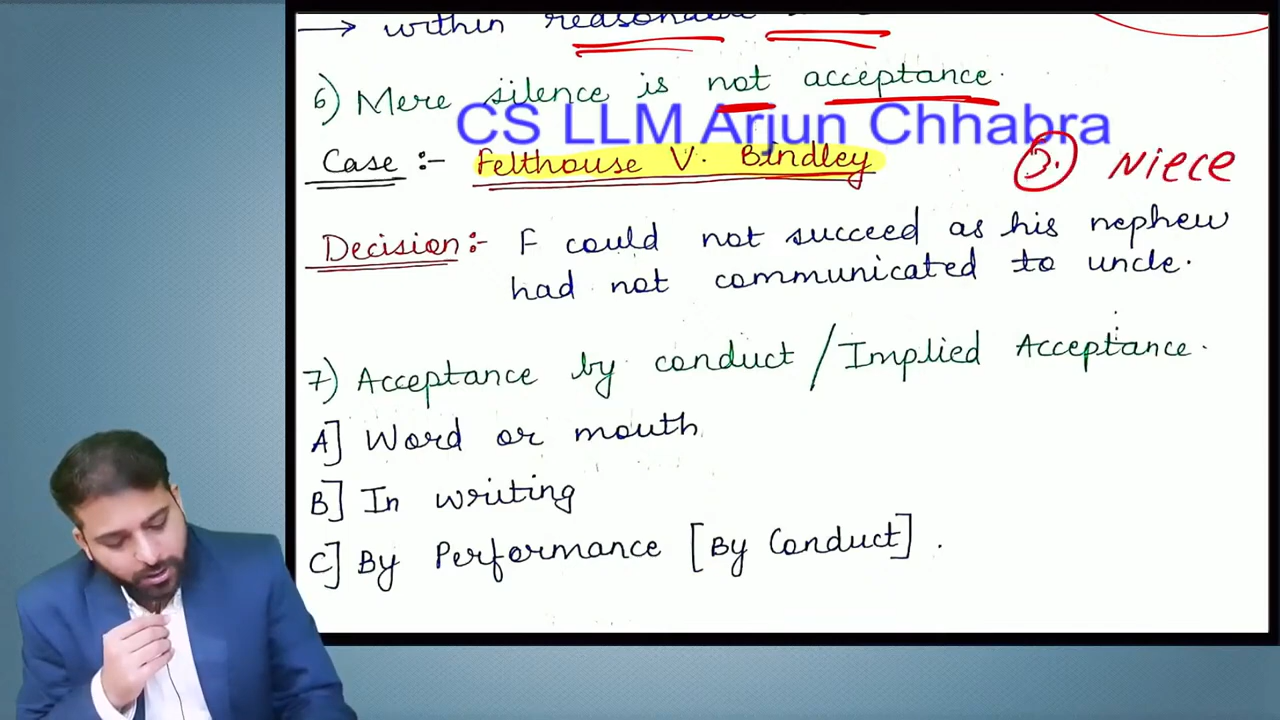 → within reasonable
6) Mere silence is not acceptance.
CS LLM Arjun Chhabra
Case :- Felthouse V. Bindley
3. Niece
Decision:- F could not succeed as his nephew
had not communicated to uncle.
7) Acceptance by conduct / Implied Acceptance.
A] Word or mouth
B] In writing
C] By Performance [By Conduct].